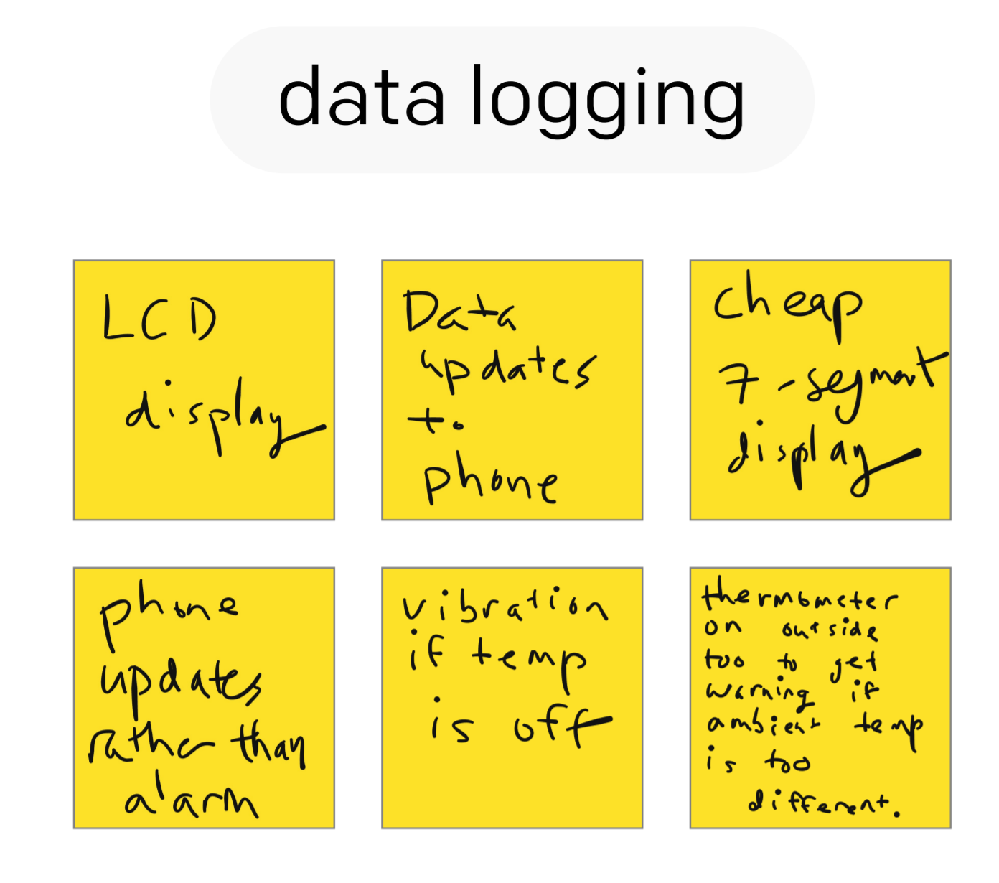 data logging
LCD
display
Data
updates
to
phone
cheap
7-segment
display
phone
updates
rather than
alarm
vibration
if temp
is off
thermometer
on outside
too to get
warning if
ambient temp
is too
different.